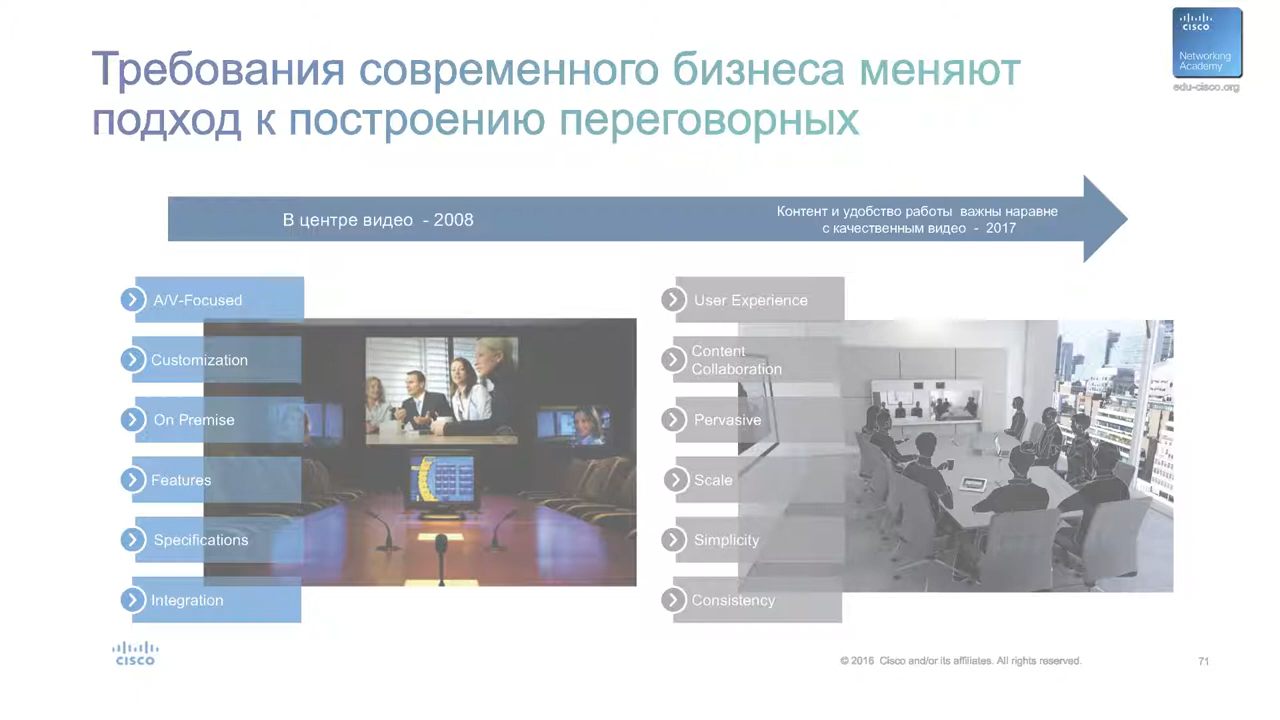 CISCO
Networking
Academy
edu-cisco.org
Требования современного бизнеса меняют
подход к построению переговорных
В центре видео - 2008
Контент и удобство работы важны наравне
с качественным видео - 2017
A/V-Focused
Customization
On Premise
Features
Specifications
Integration
User Experience
Content
Collaboration
Pervasive
Scale
Simplicity
Consistency
CISCO
© 2016 Cisco and/or its affiliates. All rights reserved.
71